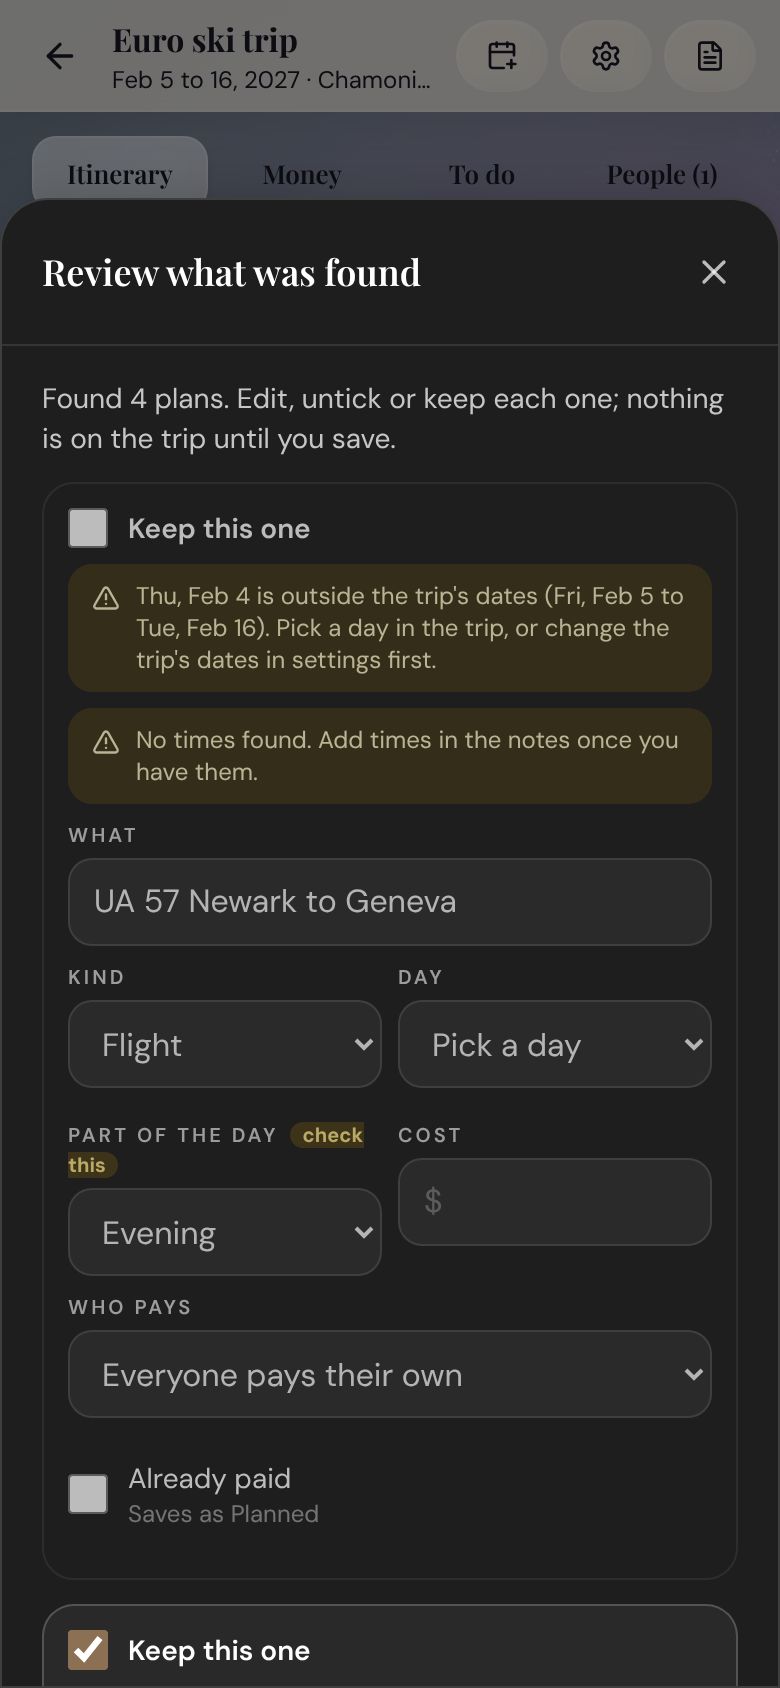 Euro ski trip
Feb 5 to 16, 2027 · Chamoni...
Itinerary
Money
To do
People (1)
Review what was found
Found 4 plans. Edit, untick or keep each one; nothing
is on the trip until you save.
Keep this one
Thu, Feb 4 is outside the trip's dates (Fri, Feb 5 to
Tue, Feb 16). Pick a day in the trip, or change the
trip's dates in settings first.
No times found. Add times in the notes once you
have them.
WHAT
UA 57 Newark to Geneva
KIND
DAY
Flight
Pick a day
PART OF THE DAY check
this
COST
$
Evening
WHO PAYS
Everyone pays their own
Already paid
Saves as Planned
Keep this one